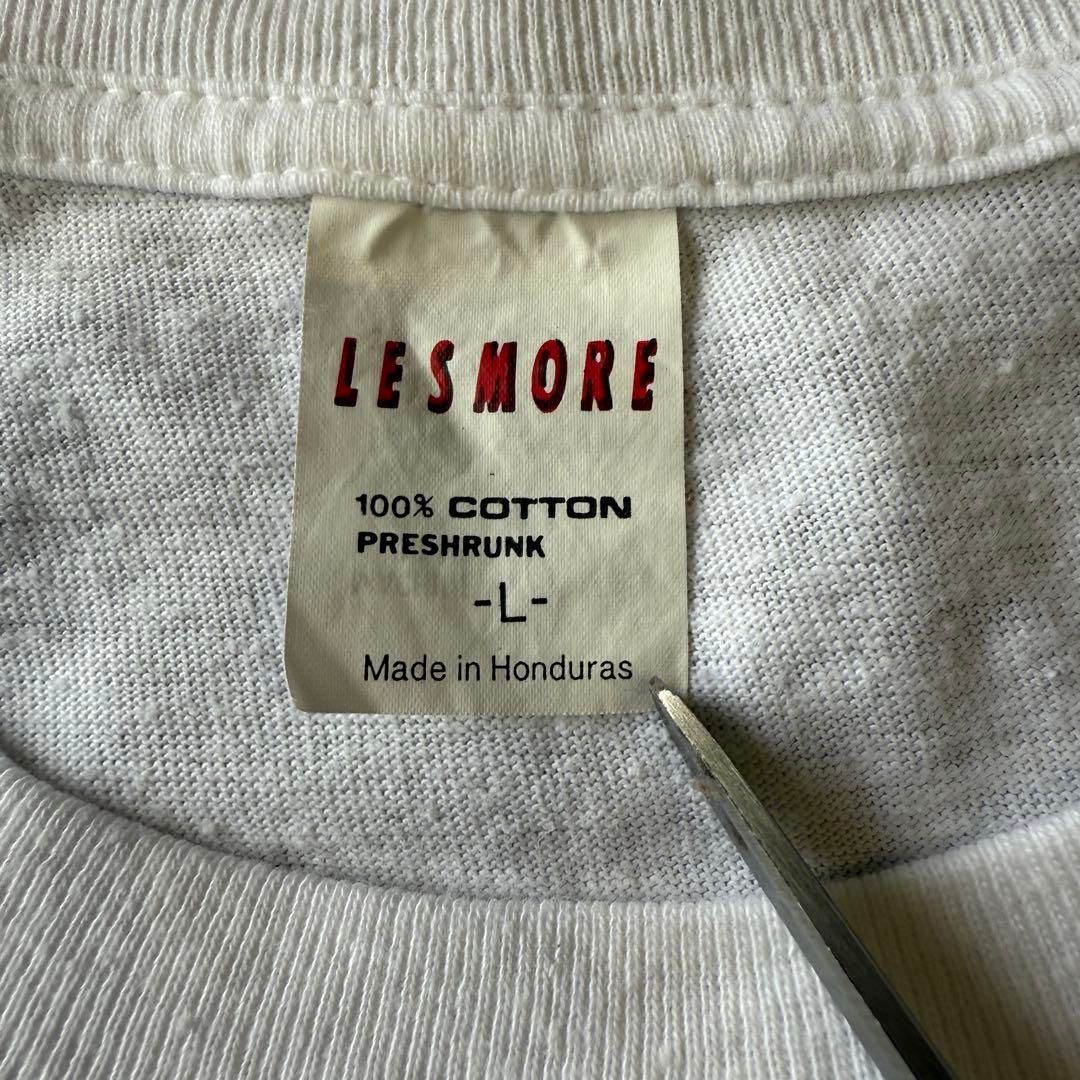 LESMORE
100% COTTON
PRESHRUNK
-L-
Made in Honduras